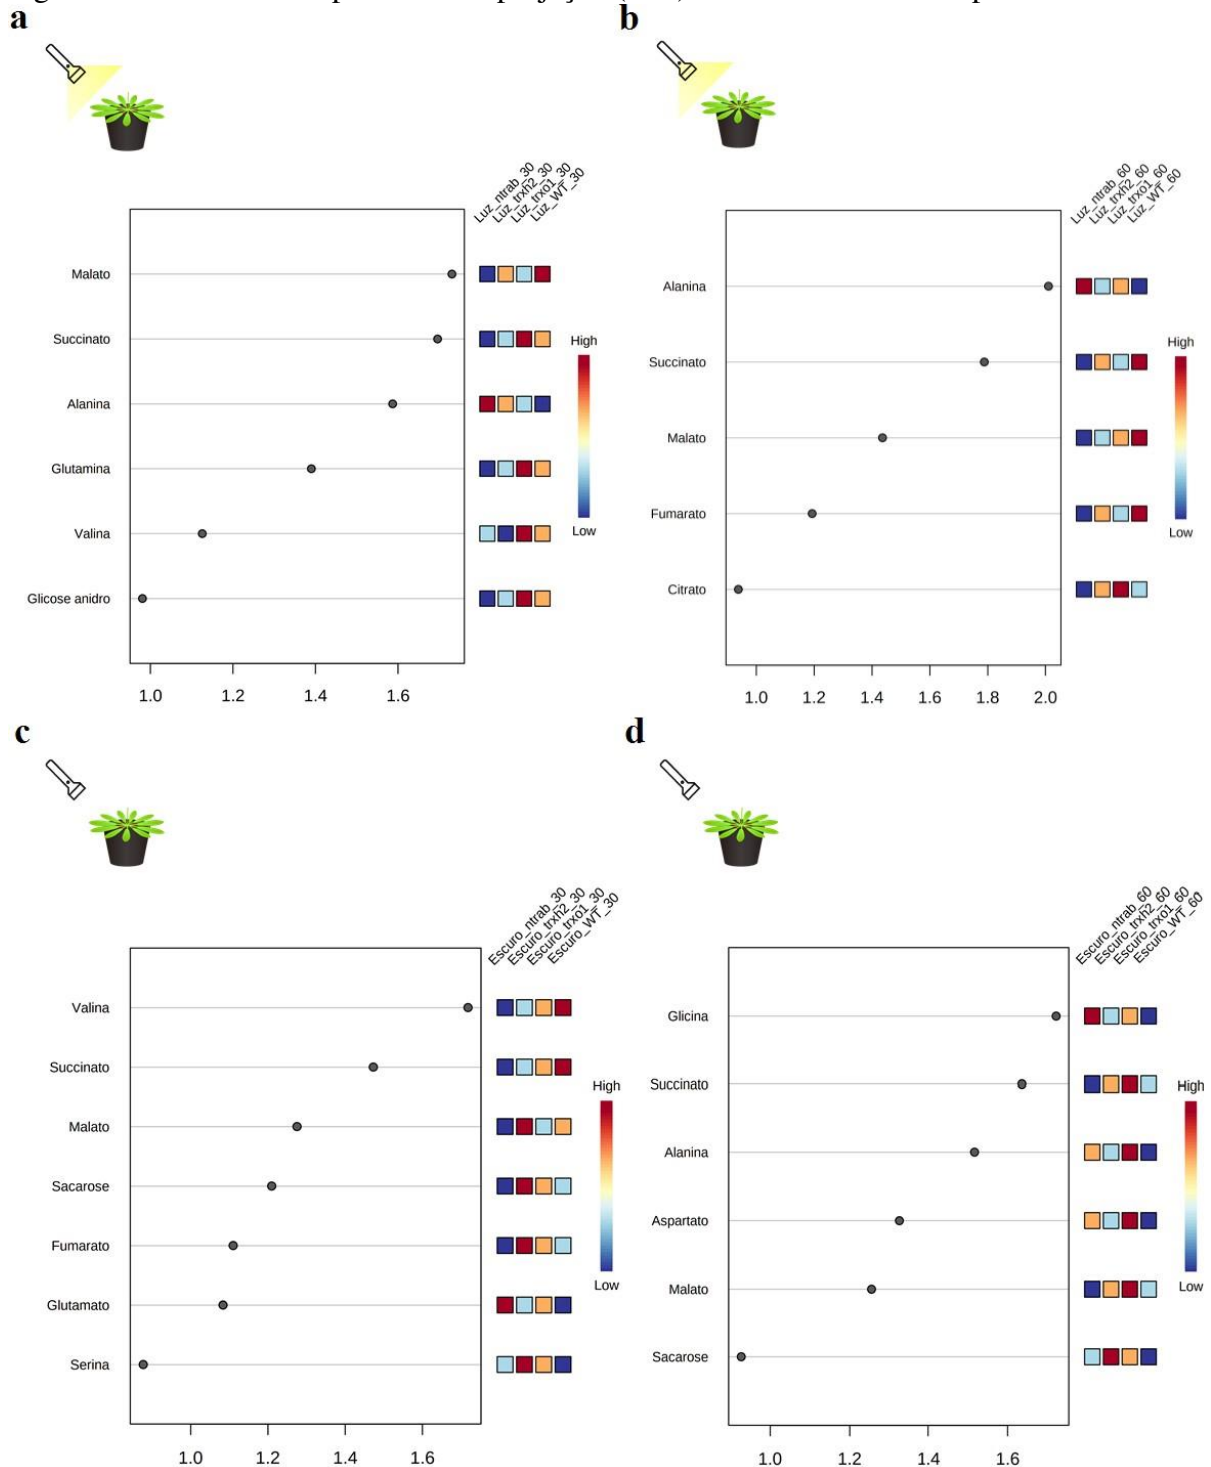 a
Luz_ntrab_30
Luz_trxh2_30
Luz_trxo1_30
Luz_WT_30
Malato
Succinato
Alanina
Glutamina
Valina
Glicose anidro
High
Low
1.0 1.2 1.4 1.6
b
Luz_ntrab_60
Luz_trxh2_60
Luz_trxo1_60
Luz_WT_60
Alanina
Succinato
Malato
Fumarato
Citrato
High
Low
1.0 1.2 1.4 1.6 1.8 2.0
c
Escuro_ntrab_30
Escuro_trxh2_30
Escuro_trxo1_30
Escuro_WT_30
Valina
Succinato
Malato
Sacarose
Fumarato
Glutamato
Serina
High
Low
1.0 1.2 1.4 1.6
d
Escuro_ntrab_60
Escuro_trxh2_60
Escuro_trxo1_60
Escuro_WT_60
Glicina
Succinato
Alanina
Aspartato
Malato
Sacarose
High
Low
1.0 1.2 1.4 1.6